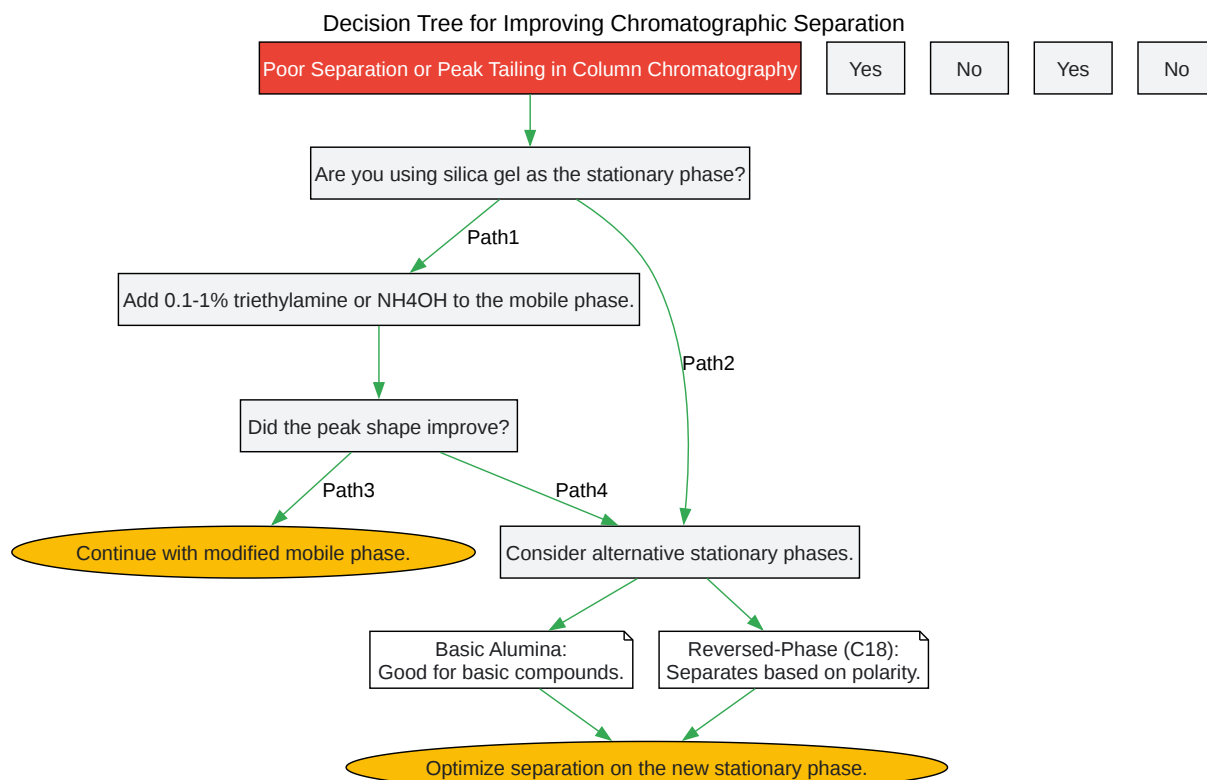 Decision Tree for Improving Chromatographic Separation
Poor Separation or Peak Tailing in Column Chromatography
Yes
No
Yes
No
Are you using silica gel as the stationary phase?
Path1
Add 0.1-1% triethylamine or NH4OH to the mobile phase.
Path2
Did the peak shape improve?
Path3
Path4
Continue with modified mobile phase.
Consider alternative stationary phases.
Basic Alumina:
Good for basic compounds.
Reversed-Phase (C18):
Separates based on polarity.
Optimize separation on the new stationary phase.